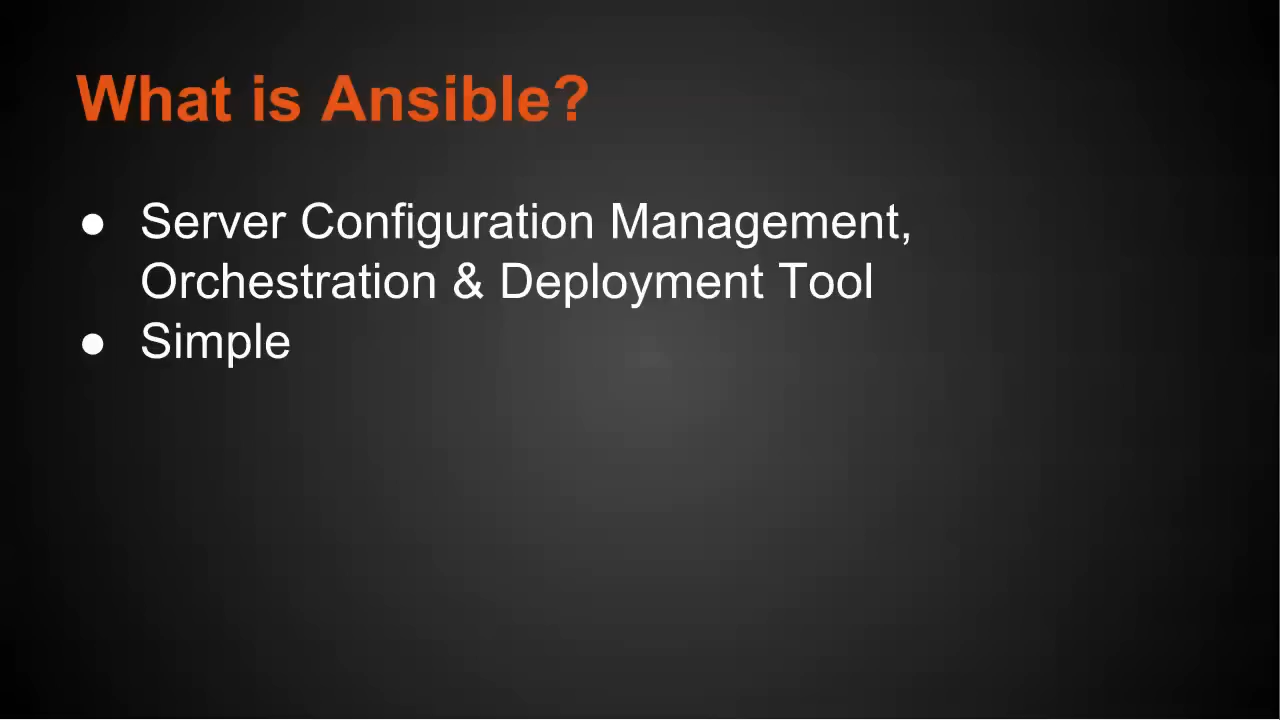 What is Ansible?
● Server Configuration Management,
Orchestration & Deployment Tool
● Simple